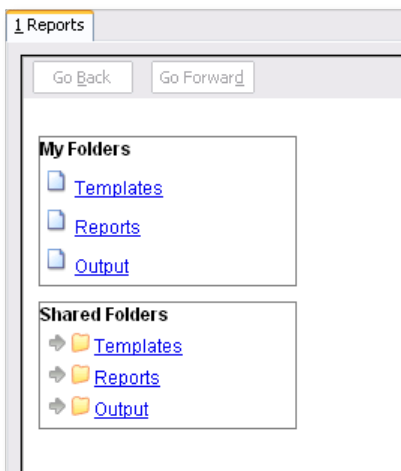 1 Reports
Go Back Go Forward
My Folders
Templates
Reports
Output
Shared Folders
Templates
Reports
Output